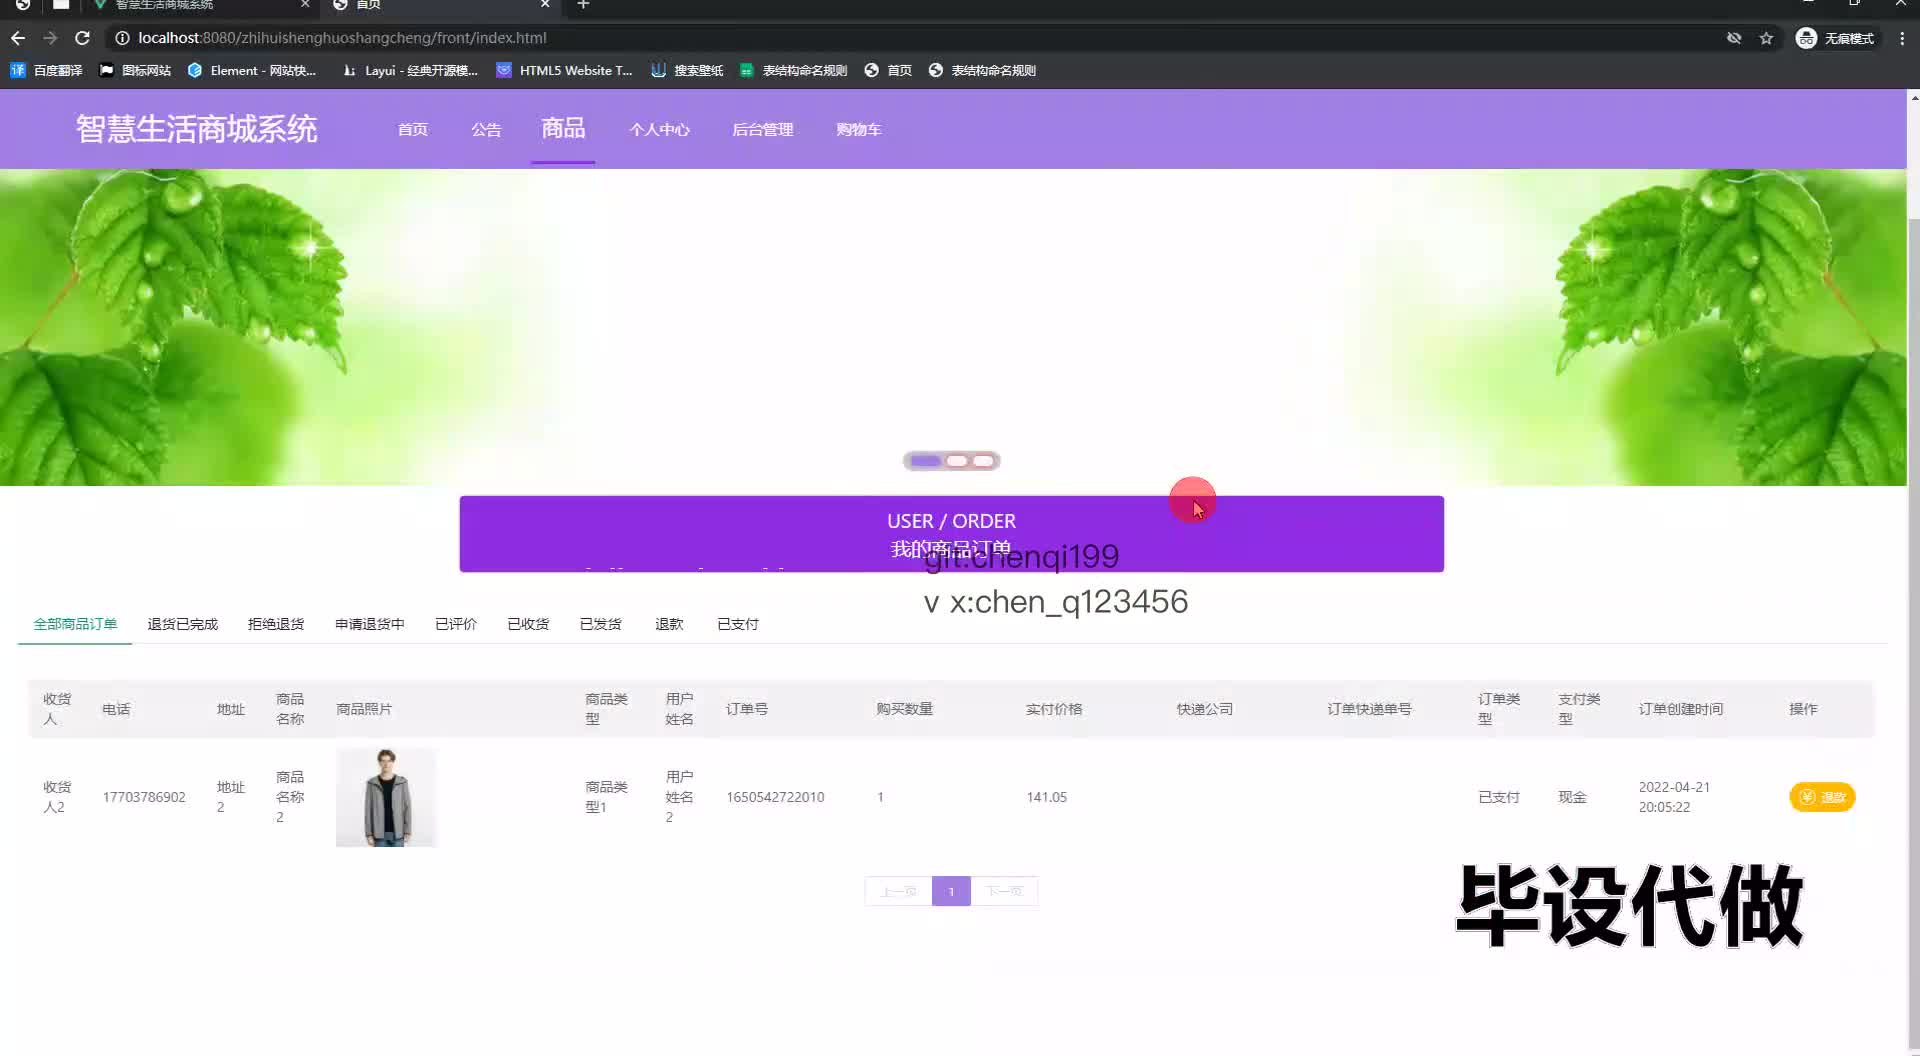 智慧生活商城系统
首页
localhost:8080/zhihuishenghuoshangcheng/front/index.html
无痕模式
百度翻译
图标网站
Element - 网站快...
Layui - 经典开源模...
HTML5 Website T...
搜索壁纸
表结构命名规则
首页
表结构命名规则
智慧生活商城系统
首页
公告
商品
个人中心
后台管理
购物车
USER / ORDER
我的商品订单
git:chenqi199
v x:chen_q123456
全部商品订单
退货已完成
拒绝退货
申请退货中
已评价
已收货
已发货
退款
已支付
收货
人
电话
地址
商品
名称
商品照片
商品类
型
用户
姓名
订单号
购买数量
实付价格
快递公司
订单快递单号
订单类
型
支付类
型
订单创建时间
操作
收货
人2
17703786902
地址
2
商品
名称
2
商品类
型1
用户
姓名
2
1650542722010
1
141.05
已支付
现金
2022-04-21
20:05:22
退款
上一页
1
下一页
毕设代做